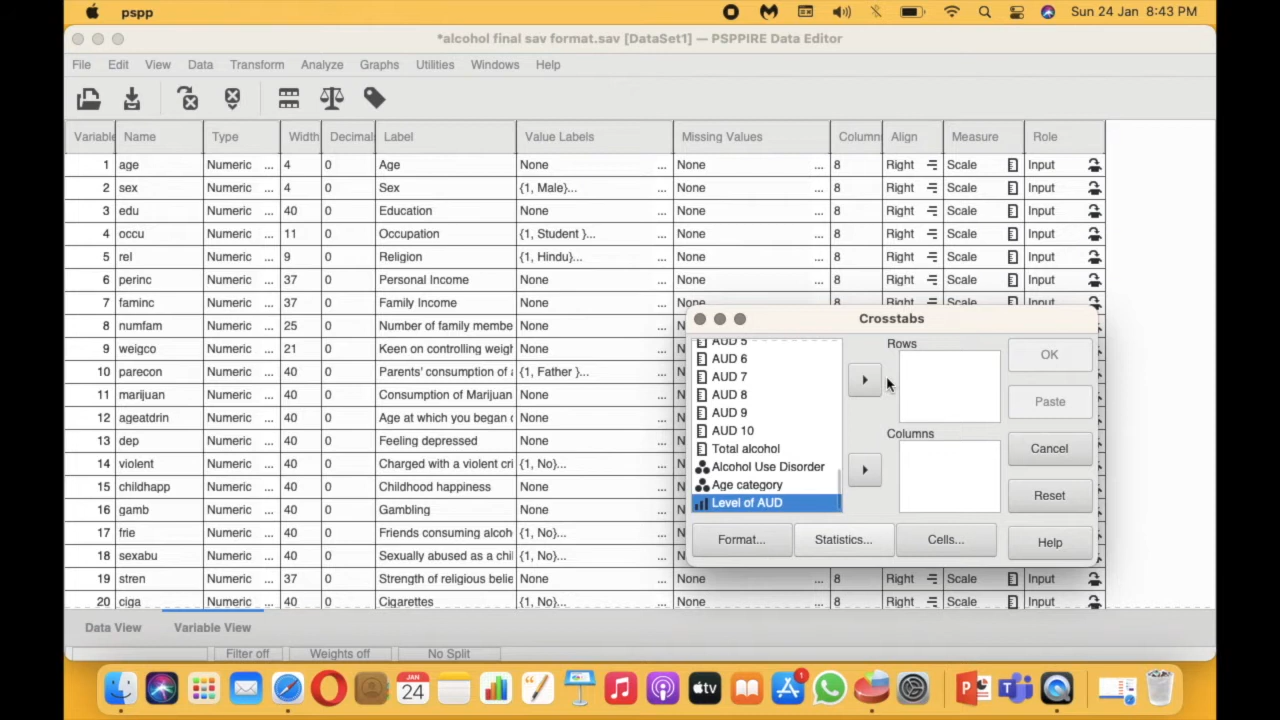 pspp
Sun 24 Jan 8:43 PM
*alcohol final sav format.sav [DataSet1] — PSPPIRE Data Editor
File Edit View Data Transform Analyze Graphs Utilities Windows Help
Variable Name Type Width Decimal Label Value Labels Missing Values Column Align Measure Role
1 age Numeric ... 4 0 Age None ... None ... 8 Right Scale Input
2 sex Numeric ... 4 0 Sex {1, Male}... ... None ... 8 Right Scale Input
3 edu Numeric ... 40 0 Education None ... None ... 8 Right Scale Input
4 occu Numeric ... 11 0 Occupation {1, Student }... ... None ... 8 Right Scale Input
5 rel Numeric ... 9 0 Religion {1, Hindu}... ... None ... 8 Right Scale Input
6 perinc Numeric ... 37 0 Personal Income None ... None ... 8 Right Scale Input
7 faminc Numeric ... 37 0 Family Income None ... None ... 8 Right Scale Input
8 numfam Numeric ... 25 0 Number of family membe None ... N
9 weigco Numeric ... 21 0 Keen on controlling weigh None ... N
10 parecon Numeric ... 40 0 Parents' consumption of a {1, Father }... ... N
11 marijuan Numeric ... 40 0 Consumption of Marijuan None ... N
12 ageatdrin Numeric ... 40 0 Age at which you began c None ... N
13 dep Numeric ... 40 0 Feeling depressed None ... N
14 violent Numeric ... 40 0 Charged with a violent cri {1, No}... ... N
15 childhapp Numeric ... 40 0 Childhood happiness None ... N
16 gamb Numeric ... 40 0 Gambling None ... N
17 frie Numeric ... 40 0 Friends consuming alcoh {1, No}... ... N
18 sexabu Numeric ... 40 0 Sexually abused as a chil {1, No}... ... N
19 stren Numeric ... 37 0 Strength of religious belie None ... None ... 8 Right Scale Input
20 ciga Numeric ... 40 0 Cigarettes {1, No}... ... None ... 8 Right Scale Input
Crosstabs
AUD 5
AUD 6
AUD 7
AUD 8
AUD 9
AUD 10
Total alcohol
Alcohol Use Disorder
Age category
Level of AUD
Rows
Columns
OK
Paste
Cancel
Reset
Help
Format... Statistics... Cells...
Data View Variable View
Filter off Weights off No Split
JAN
24
tv
1